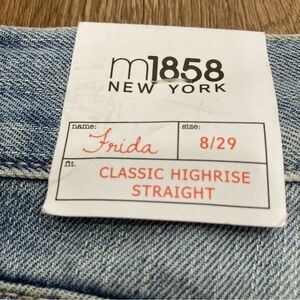 m1858
NEW YORK
name: Frida
size: 8/29
fit. CLASSIC HIGHRISE
STRAIGHT